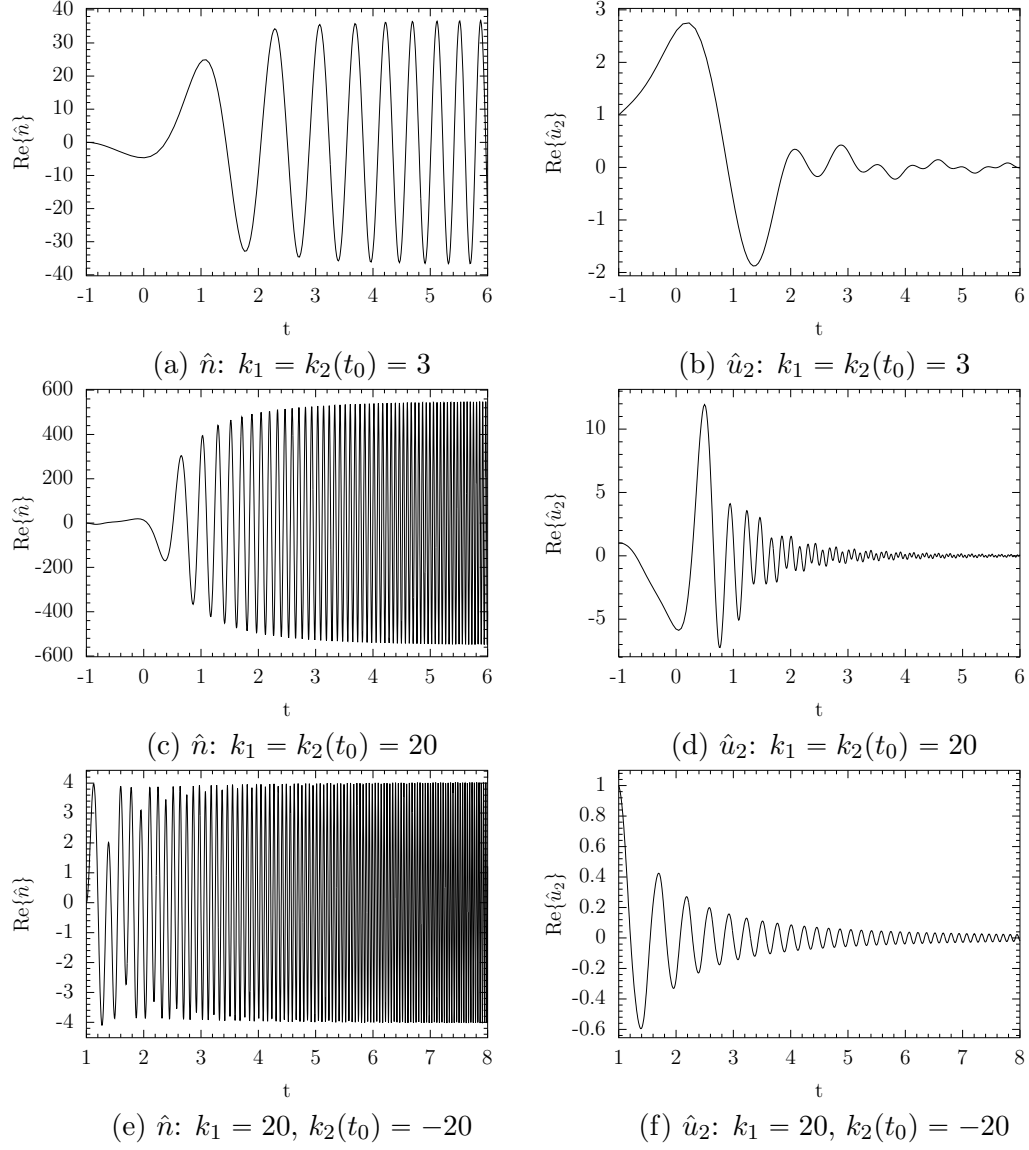 40
30
20
10
0
-10
-20
-30
-40
Re{n̂}
-1 0 1 2 3 4 5 6
t
3
2
1
0
-1
-2
Re{û₂}
-1 0 1 2 3 4 5 6
t
(a) n̂: k₁ = k₂(t₀) = 3
(b) û₂: k₁ = k₂(t₀) = 3
600
400
200
0
-200
-400
-600
Re{n̂}
-1 0 1 2 3 4 5 6
t
10
5
0
-5
Re{û₂}
-1 0 1 2 3 4 5 6
t
(c) n̂: k₁ = k₂(t₀) = 20
(d) û₂: k₁ = k₂(t₀) = 20
4
3
2
1
0
-1
-2
-3
-4
Re{n̂}
1 2 3 4 5 6 7 8
t
1
0.8
0.6
0.4
0.2
0
-0.2
-0.4
-0.6
Re{û₂}
1 2 3 4 5 6 7 8
t
(e) n̂: k₁ = 20, k₂(t₀) = −20
(f) û₂: k₁ = 20, k₂(t₀) = −20